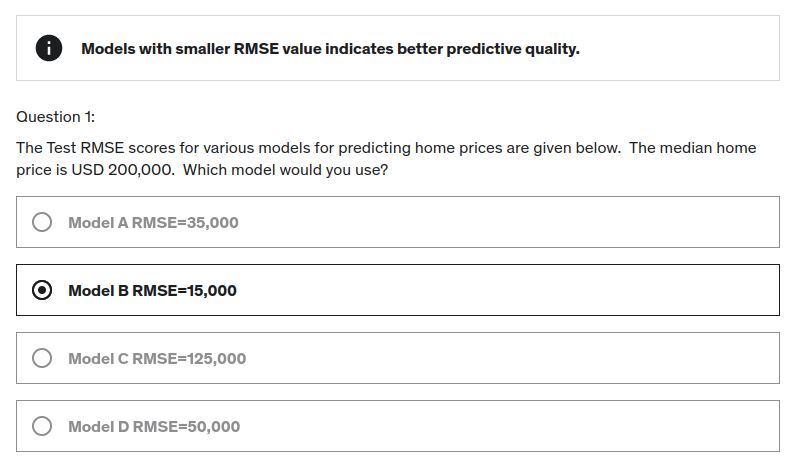 Models with smaller RMSE value indicates better predictive quality.
Question 1:
The Test RMSE scores for various models for predicting home prices are given below.  The median home
price is USD 200,000.  Which model would you use?
Model A RMSE=35,000
Model B RMSE=15,000
Model C RMSE=125,000
Model D RMSE=50,000